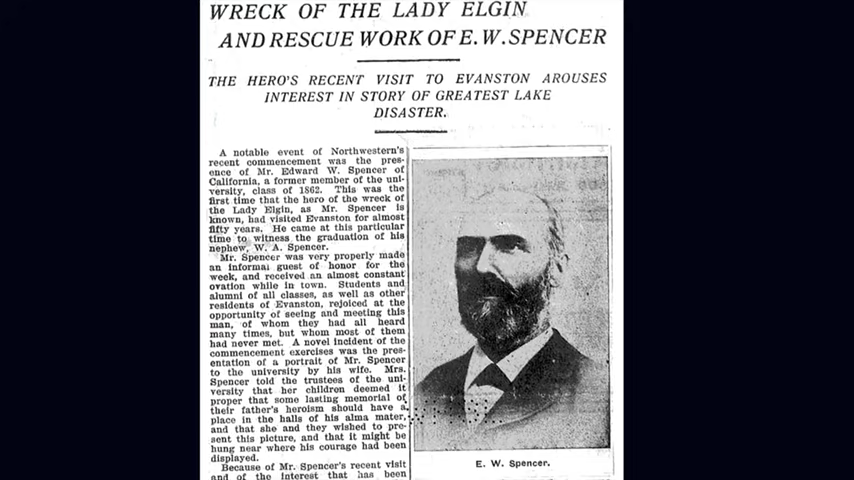 WRECK OF THE LADY ELGIN
AND RESCUE WORK OF E. W. SPENCER
THE HERO'S RECENT VISIT TO EVANSTON AROUSES
INTEREST IN STORY OF GREATEST LAKE
DISASTER.
A notable event of Northwestern's
recent commencement was the pres-
ence of Mr. Edward W. Spencer of
California, a former member of the uni-
versity, class of 1862. This was the
first time that the hero of the wreck of
the Lady Elgin, as Mr. Spencer is
known, had visited Evanston for almost
fifty years. He came at this particular
time to witness the graduation of his
nephew, W. A. Spencer.
Mr. Spencer was very properly made
an informal guest of honor for the
week, and received an almost constant
ovation while in town. Students and
alumni of all classes, as well as other
residents of Evanston, rejoiced at the
opportunity of seeing and meeting this
man, of whom they had all heard
many times, but whom most of them
had never met. A novel incident of the
commencement exercises was the pres-
entation of a portrait of Mr. Spencer
to the university by his wife. Mrs.
Spencer told the trustees of the uni-
versity that her children deemed it
proper that some lasting memorial of
their father's heroism should have a
place in the halls of his alma mater,
and that she and they wished to pre-
sent this picture, and that it might be
hung near where his courage had been
displayed.
Because of Mr. Spencer's recent visit
and of the interest that has been
E. W. Spencer.